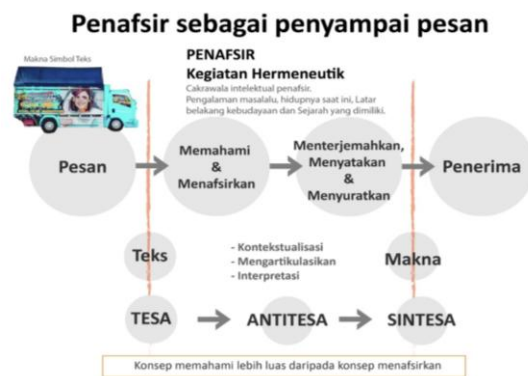 Penafsir sebagai penyampai pesan
Makna Simbol Teks
PENAFSIR
Kegiatan Hermeneutik
Cakrawala intelektual penafsir.
Pengalaman masalalu, hidupnya saat ini, Latar
belakang kebudayaan dan Sejarah yang dimiliki.
Pesan
Memahami
&
Menafsirkan
Menterjemahkan,
Menyatakan
&
Menyuratkan
Penerima
Teks
- Kontekstualisasi
- Mengartikulasikan
- Interpretasi
Makna
TESA
ANTITESA
SINTESA
Konsep memahami lebih luas daripada konsep menafsirkan